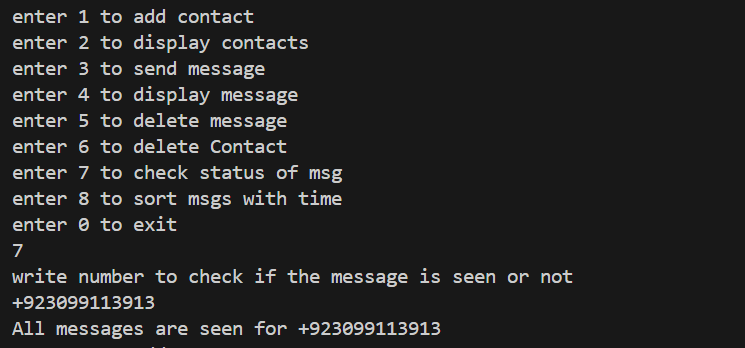 enter 1 to add contact
enter 2 to display contacts
enter 3 to send message
enter 4 to display message
enter 5 to delete message
enter 6 to delete Contact
enter 7 to check status of msg
enter 8 to sort msgs with time
enter 0 to exit
7
write number to check if the message is seen or not
+923099113913
All messages are seen for +923099113913